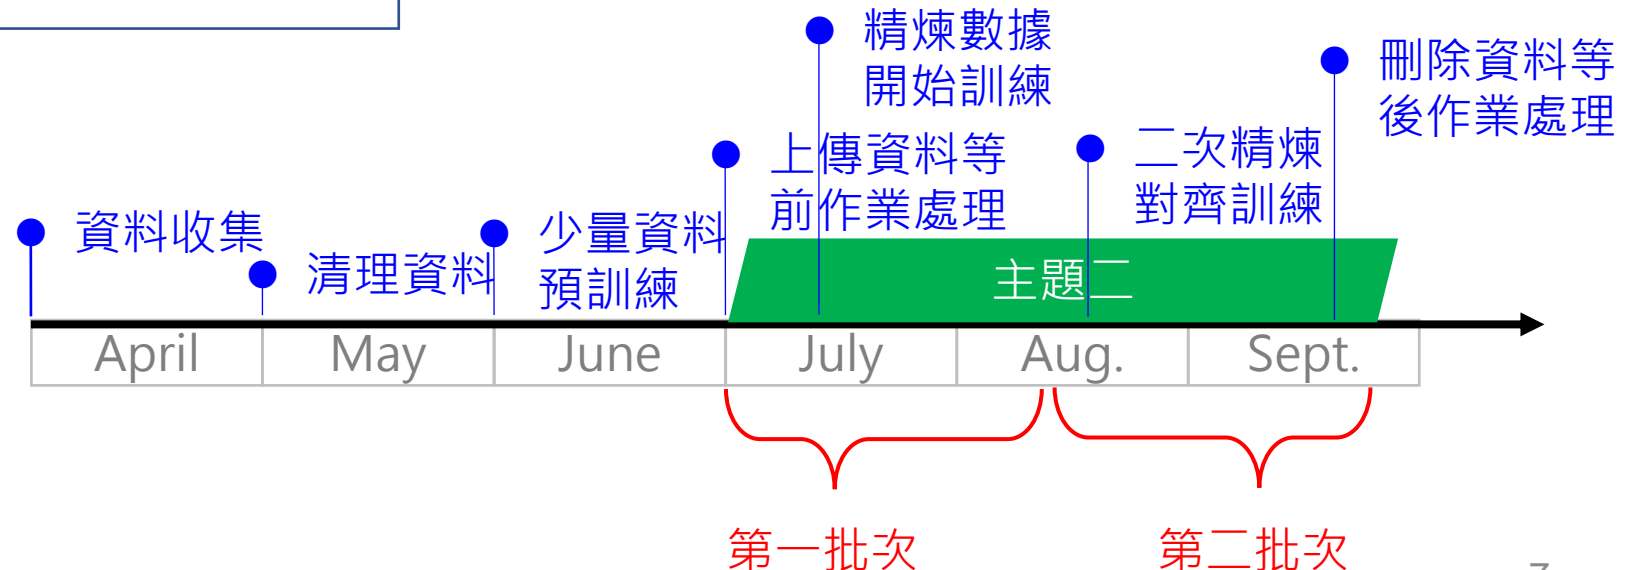 精煉數據
開始訓練
刪除資料等
後作業處理
上傳資料等
前作業處理
二次精煉
對齊訓練
資料收集
清理資料
少量資料
預訓練
主題二
April
May
June
July
Aug.
Sept.
第一批次
第二批次